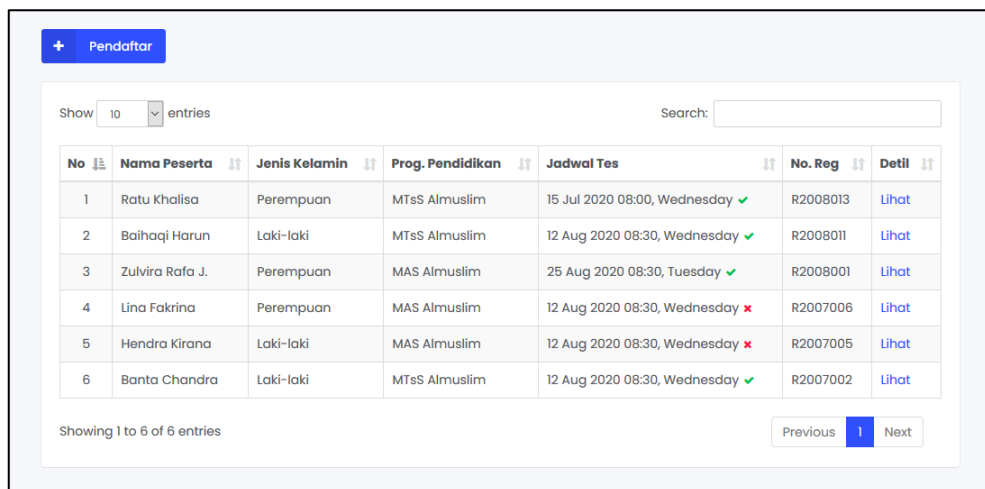 + Pendaftar
Show 10 entries Search:
No Nama Peserta Jenis Kelamin Prog. Pendidikan Jadwal Tes No. Reg Detil
1 Ratu Khalisa Perempuan MTsS Almuslim 15 Jul 2020 08:00, Wednesday ✔ R2008013 Lihat
2 Baihaqi Harun Laki-laki MTsS Almuslim 12 Aug 2020 08:30, Wednesday ✔ R2008011 Lihat
3 Zulvira Rafa J. Perempuan MAS Almuslim 25 Aug 2020 08:30, Tuesday ✔ R2008001 Lihat
4 Lina Fakrina Perempuan MAS Almuslim 12 Aug 2020 08:30, Wednesday ✖ R2007006 Lihat
5 Hendra Kirana Laki-laki MAS Almuslim 12 Aug 2020 08:30, Wednesday ✖ R2007005 Lihat
6 Banta Chandra Laki-laki MTsS Almuslim 12 Aug 2020 08:30, Wednesday ✔ R2007002 Lihat
Showing 1 to 6 of 6 entries Previous 1 Next